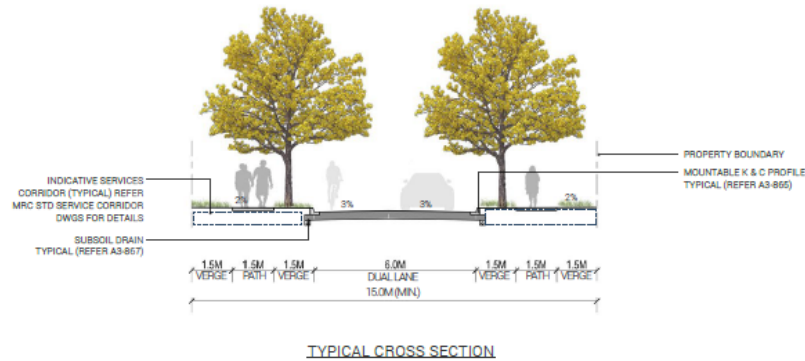 PROPERTY BOUNDARY
MOUNTABLE K & C PROFILE
TYPICAL (REFER A3-865)
INDICATIVE SERVICES
CORRIDOR (TYPICAL) REFER
MRC STD SERVICE CORRIDOR
DWGS FOR DETAILS
SUBSOIL DRAIN
TYPICAL (REFER A3-867)
2% 3% 3% 2%
1.5M 1.5M 1.5M 6.0M 1.5M 1.5M 1.5M
VERGE PATH VERGE DUAL LANE VERGE PATH VERGE
15.0M (MIN.)
TYPICAL CROSS SECTION